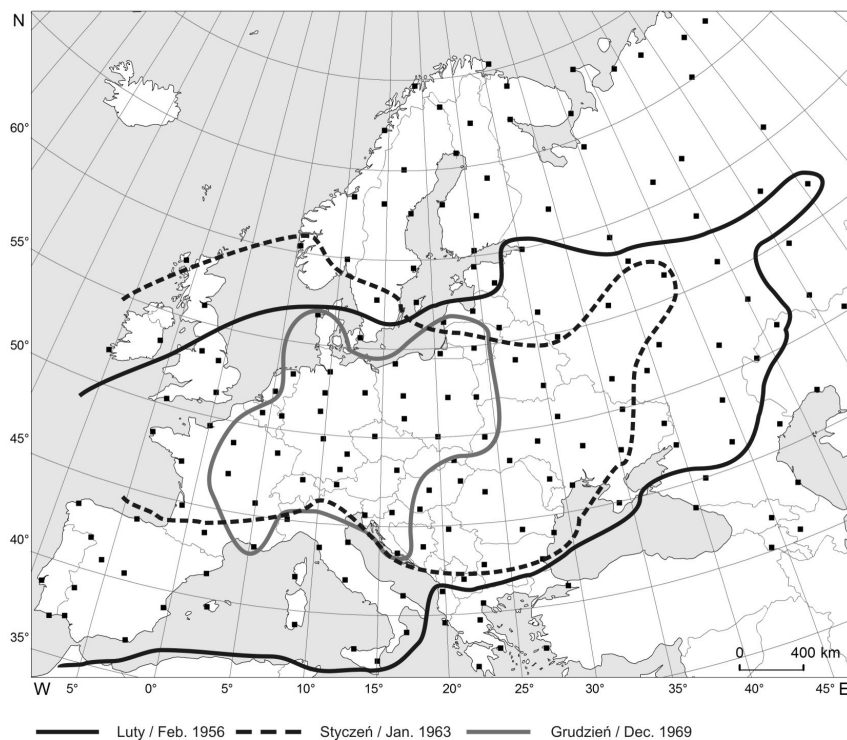 N
60°
55°
50°
45°
40°
35°
0 400 km
W 5° 0° 5° 10° 15° 20° 25° 30° 35° 40° 45° E
Luty / Feb. 1956 Styczeń / Jan. 1963 Grudzień / Dec. 1969